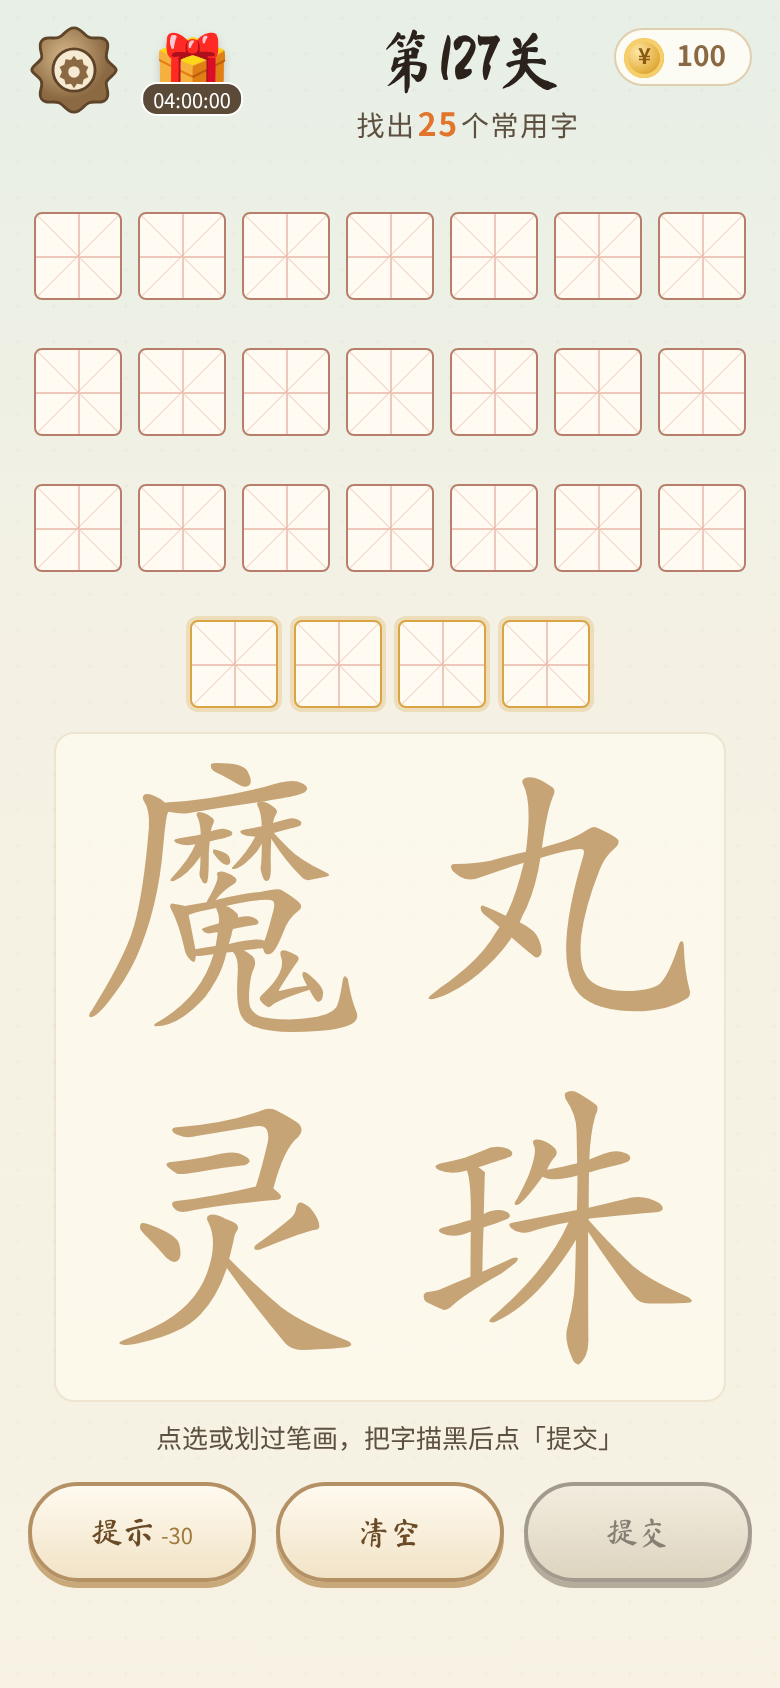 第127关
100
04:00:00
找出25个常用字
魔丸
灵珠
点选或划过笔画，把字描黑后点「提交」
提示 -30
清空
提交